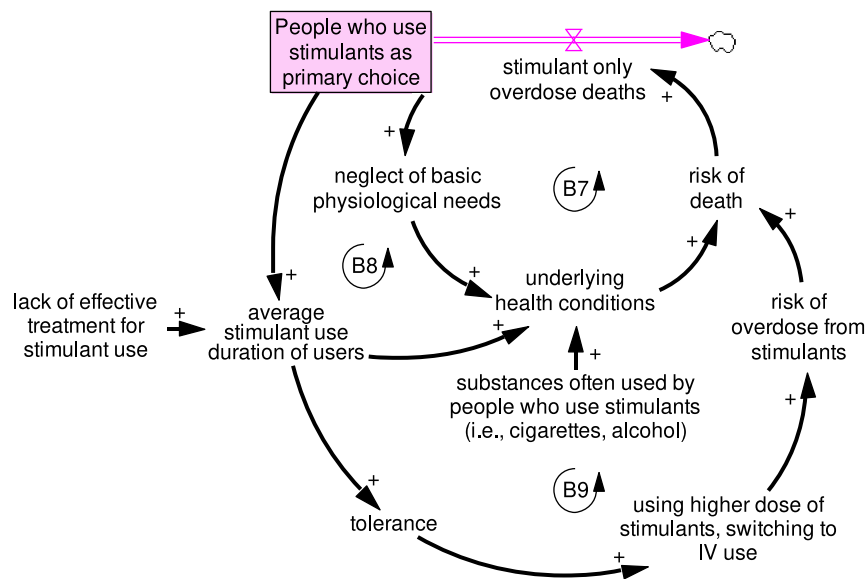 People who use
stimulants as
primary choice
stimulant only
overdose deaths
+
+
neglect of basic
physiological needs
B7
risk of
death
+
B8
+
+
+
underlying
health conditions
lack of effective
treatment for
stimulant use
+
average
stimulant use
duration of users
+
risk of
overdose from
stimulants
+
substances often used by
people who use stimulants
(i.e., cigarettes, alcohol)
+
+
B9
tolerance
using higher dose of
stimulants, switching to
IV use
+